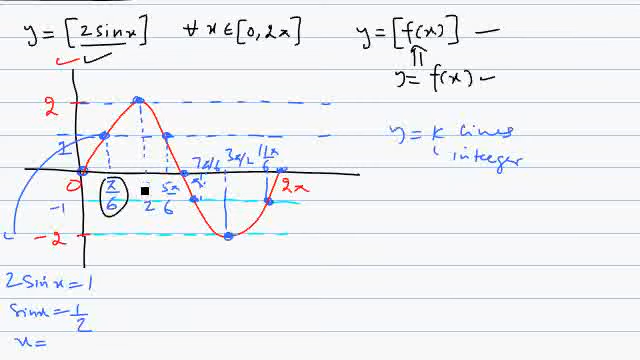 y = [2 sin x] ∀ x ∈ [0, 2π]
y = [f(x)] —
y = f(x) —
y = k lines
integer
2
1
0
π/6
2
5π/6
7π/6
3π/2
11π/6
2π
-1
-2
2 sin x = 1
sin x = 1/2
x =